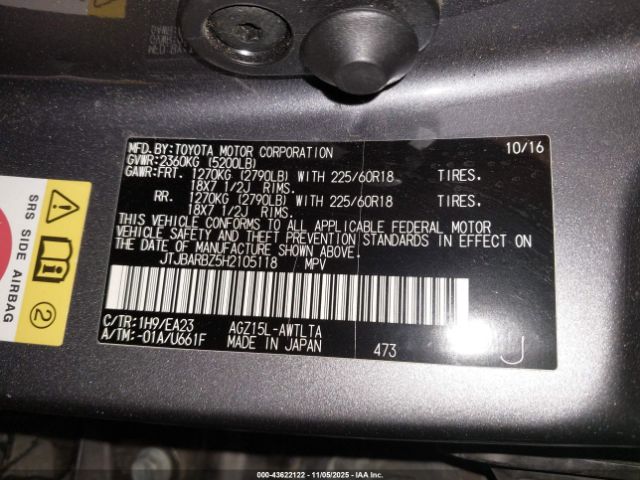 MFD.BY:TOYOTA MOTOR CORPORATION 10/16
GVWR:2360KG (5200LB)
GAWR:FRT. 1270KG (2790LB) WITH 225/60R18 TIRES.
18X7 1/2J RIMS.
RR. 1270KG (2790LB) WITH 225/60R18 TIRES.
18X7 1/2J RIMS.
THIS VEHICLE CONFORMS TO ALL APPLICABLE FEDERAL MOTOR
VEHICLE SAFETY AND THEFT PREVENTION STANDARDS IN EFFECT ON
THE DATE OF MANUFACTURE SHOWN ABOVE.
JTJBARBZ5H2105118 MPV
C/TR:1H9/EA23 AGZ15L-AWTLTA
A/TM:-01A/U661F MADE IN JAPAN 473
J
SRS SIDE AIRBAG
2
000-43622122 - 11/05/2025 - IAA Inc.